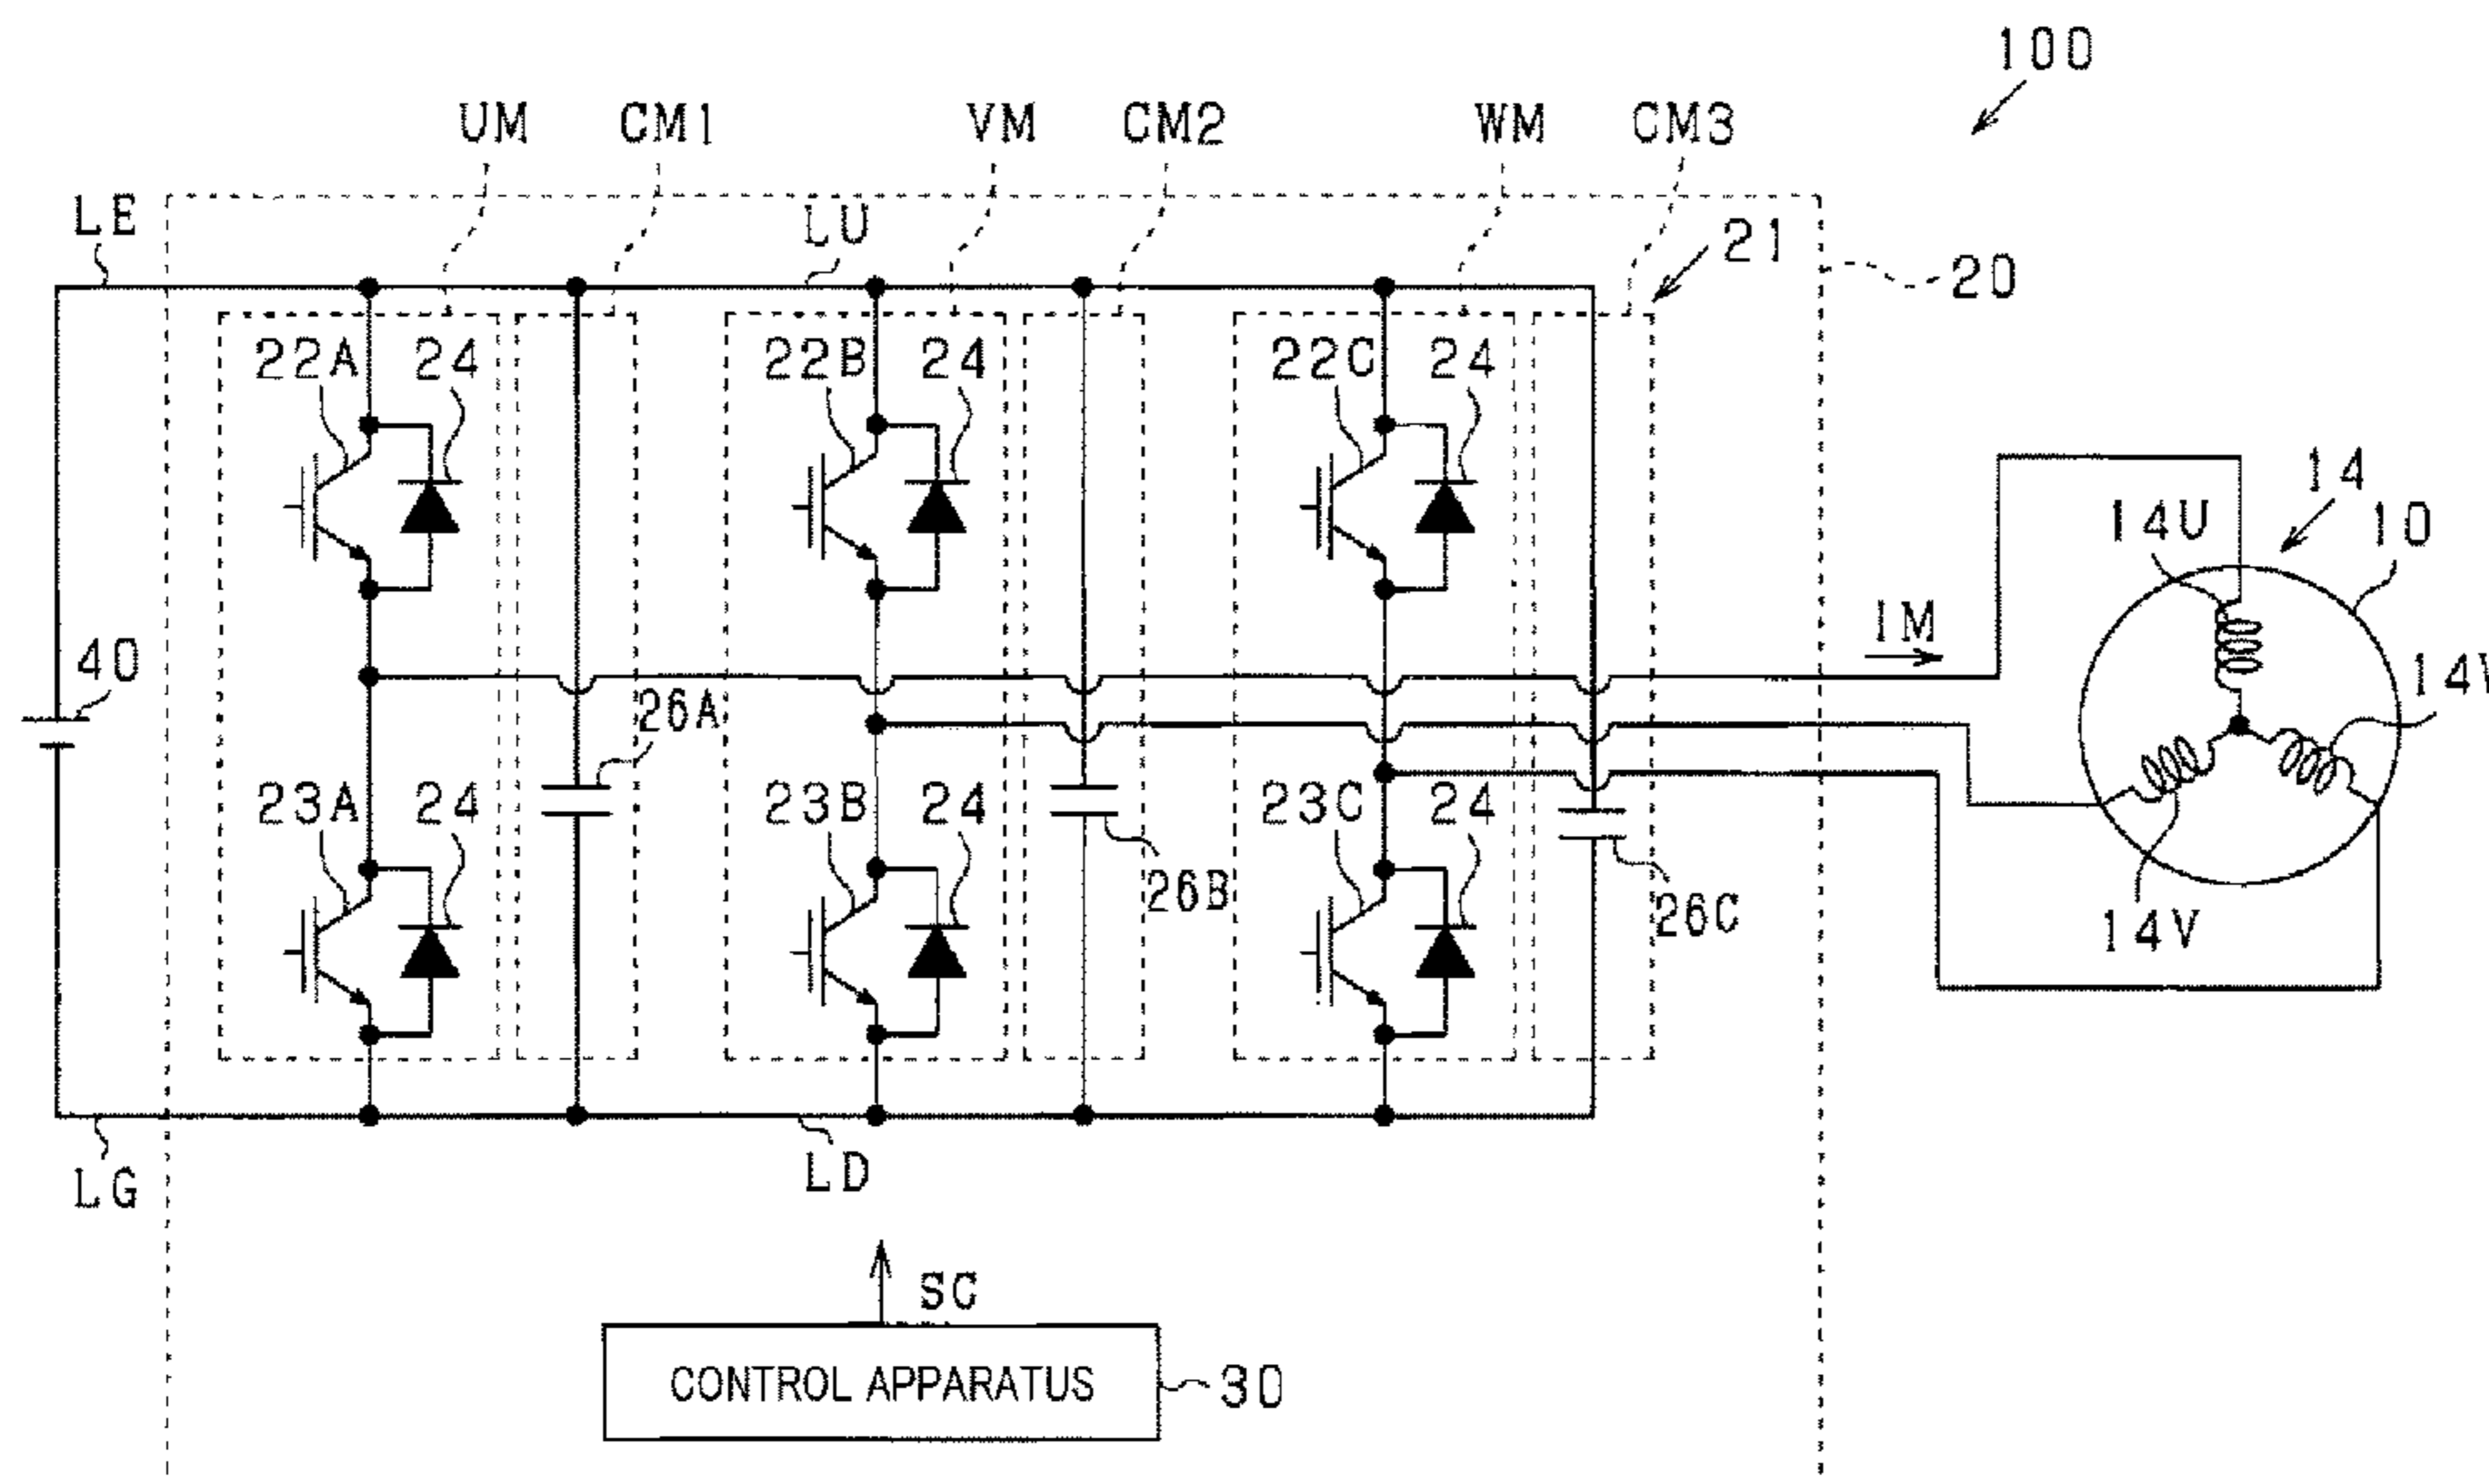 100
UM CM1 VM CM2 WM CM3
LE LU 21 20
22A 24 22B 24 22C 24
14
14U 10
IM
40 26A 14
23A 24 23B 24 23C 24
26B 26C 14V
LG LD
SC
CONTROL APPARATUS 30